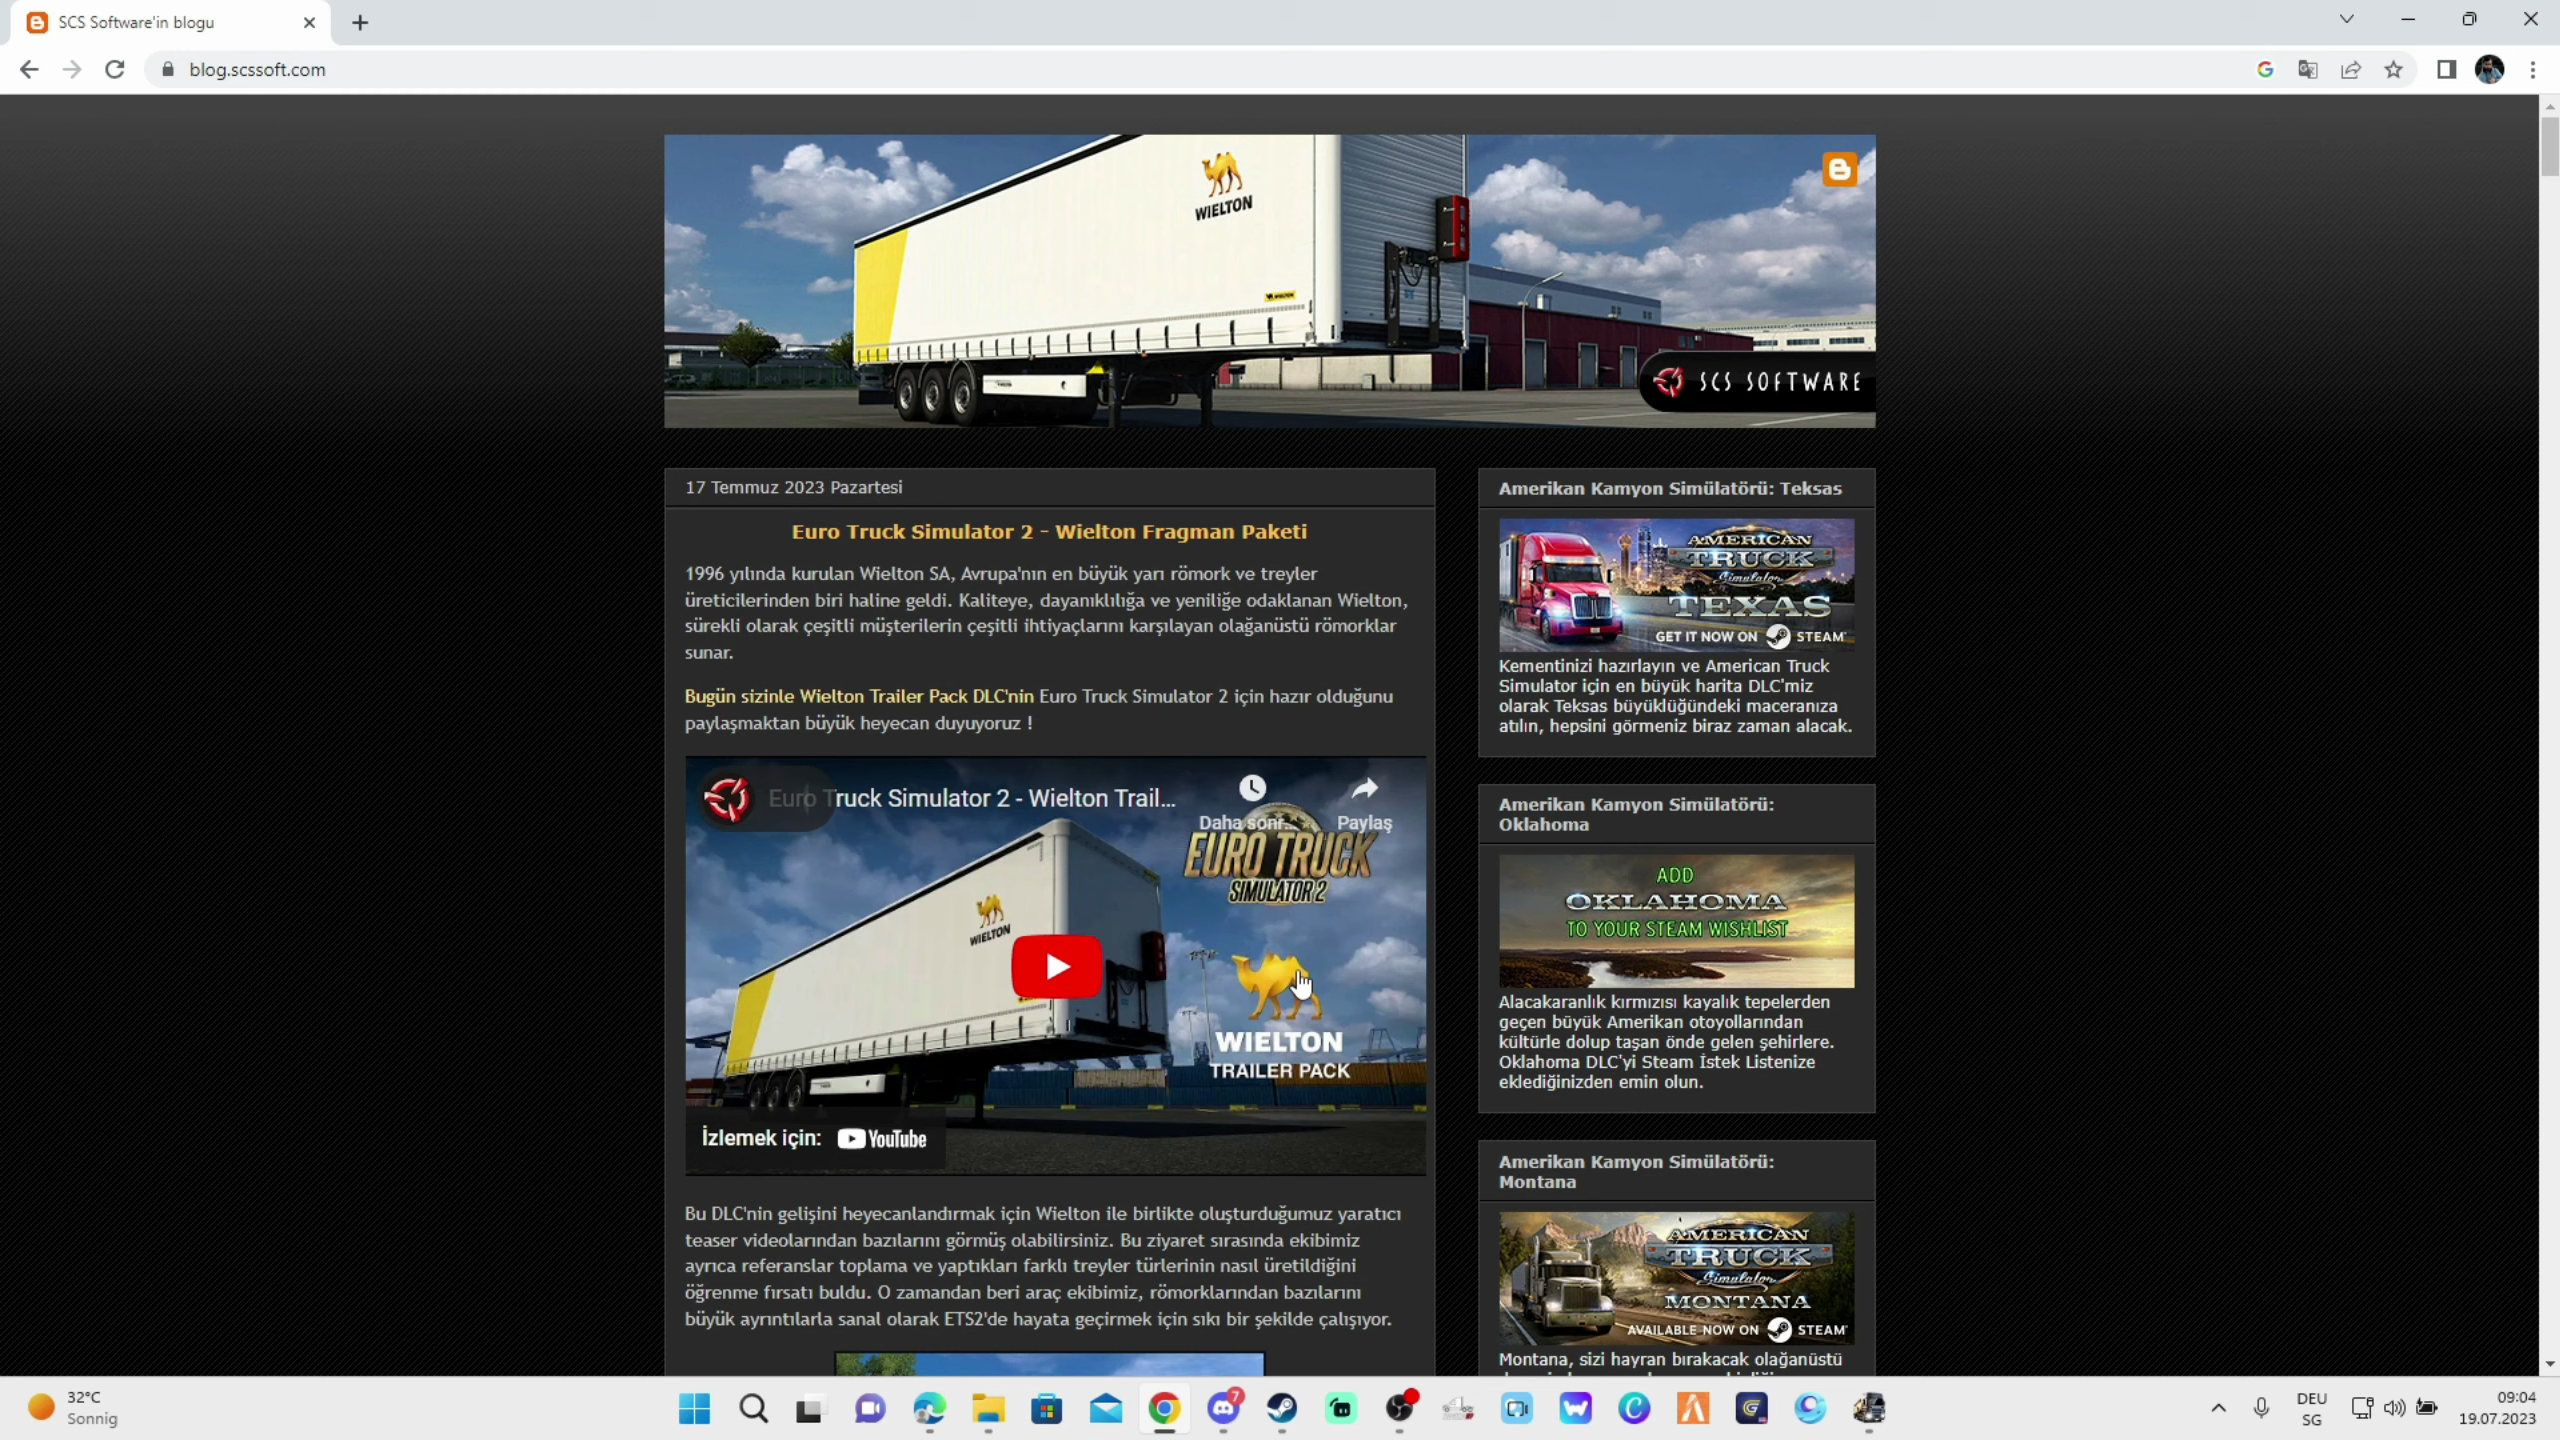 SCS Software'in blogu
blog.scssoft.com
WIELTON
WIELTON
SCS SOFTWARE
17 Temmuz 2023 Pazartesi
Euro Truck Simulator 2 - Wielton Fragman Paketi
1996 yılında kurulan Wielton SA, Avrupa'nın en büyük yarı römork ve treyler
üreticilerinden biri haline geldi. Kaliteye, dayanıklılığa ve yeniliğe odaklanan Wielton,
sürekli olarak çeşitli müşterilerin çeşitli ihtiyaçlarını karşılayan olağanüstü römorklar
sunar.
Bugün sizinle Wielton Trailer Pack DLC'nin Euro Truck Simulator 2 için hazır olduğunu
paylaşmaktan büyük heyecan duyuyoruz !
Euro Truck Simulator 2 - Wielton Trail...
Daha sonr...
Paylaş
EURO TRUCK
SIMULATOR 2
WIELTON
WIELTON
TRAILER PACK
İzlemek için: YouTube
Bu DLC'nin gelişini heyecanlandırmak için Wielton ile birlikte oluşturduğumuz yaratıcı
teaser videolarından bazılarını görmüş olabilirsiniz. Bu ziyaret sırasında ekibimiz
ayrıca referanslar toplama ve yaptıkları farklı treyler türlerinin nasıl üretildiğini
öğrenme fırsatı buldu. O zamandan beri araç ekibimiz, römorklarından bazılarını
büyük ayrıntılarla sanal olarak ETS2'de hayata geçirmek için sıkı bir şekilde çalışıyor.
Amerikan Kamyon Simülatörü: Teksas
AMERICAN
TRUCK
Simulator
TEXAS
GET IT NOW ON STEAM
Kementinizi hazırlayın ve American Truck
Simulator için en büyük harita DLC'miz
olarak Teksas büyüklüğündeki maceranıza
atılın, hepsini görmeniz biraz zaman alacak.
Amerikan Kamyon Simülatörü:
Oklahoma
ADD
OKLAHOMA
TO YOUR STEAM WISHLIST
Alacakaranlık kırmızısı kayalık tepelerden
geçen büyük Amerikan otoyollarından
kültürle dolup taşan önde gelen şehirlere.
Oklahoma DLC'yi Steam İstek Listenize
eklediğinizden emin olun.
Amerikan Kamyon Simülatörü:
Montana
AMERICAN
TRUCK
Simulator
MONTANA
AVAILABLE NOW ON STEAM
Montana, sizi hayran bırakacak olağanüstü
32°C
Sonnig
7
DEU
SG
09:04
19.07.2023